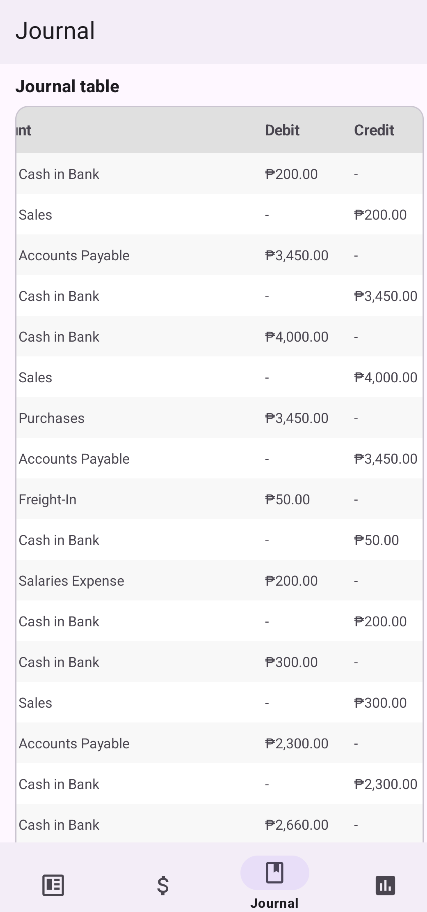 Journal
Journal table
nt Debit Credit
Cash in Bank ₱200.00 -
Sales - ₱200.00
Accounts Payable ₱3,450.00 -
Cash in Bank - ₱3,450.00
Cash in Bank ₱4,000.00 -
Sales - ₱4,000.00
Purchases ₱3,450.00 -
Accounts Payable - ₱3,450.00
Freight-In ₱50.00 -
Cash in Bank - ₱50.00
Salaries Expense ₱200.00 -
Cash in Bank - ₱200.00
Cash in Bank ₱300.00 -
Sales - ₱300.00
Accounts Payable ₱2,300.00 -
Cash in Bank - ₱2,300.00
Cash in Bank ₱2,660.00 -
Journal